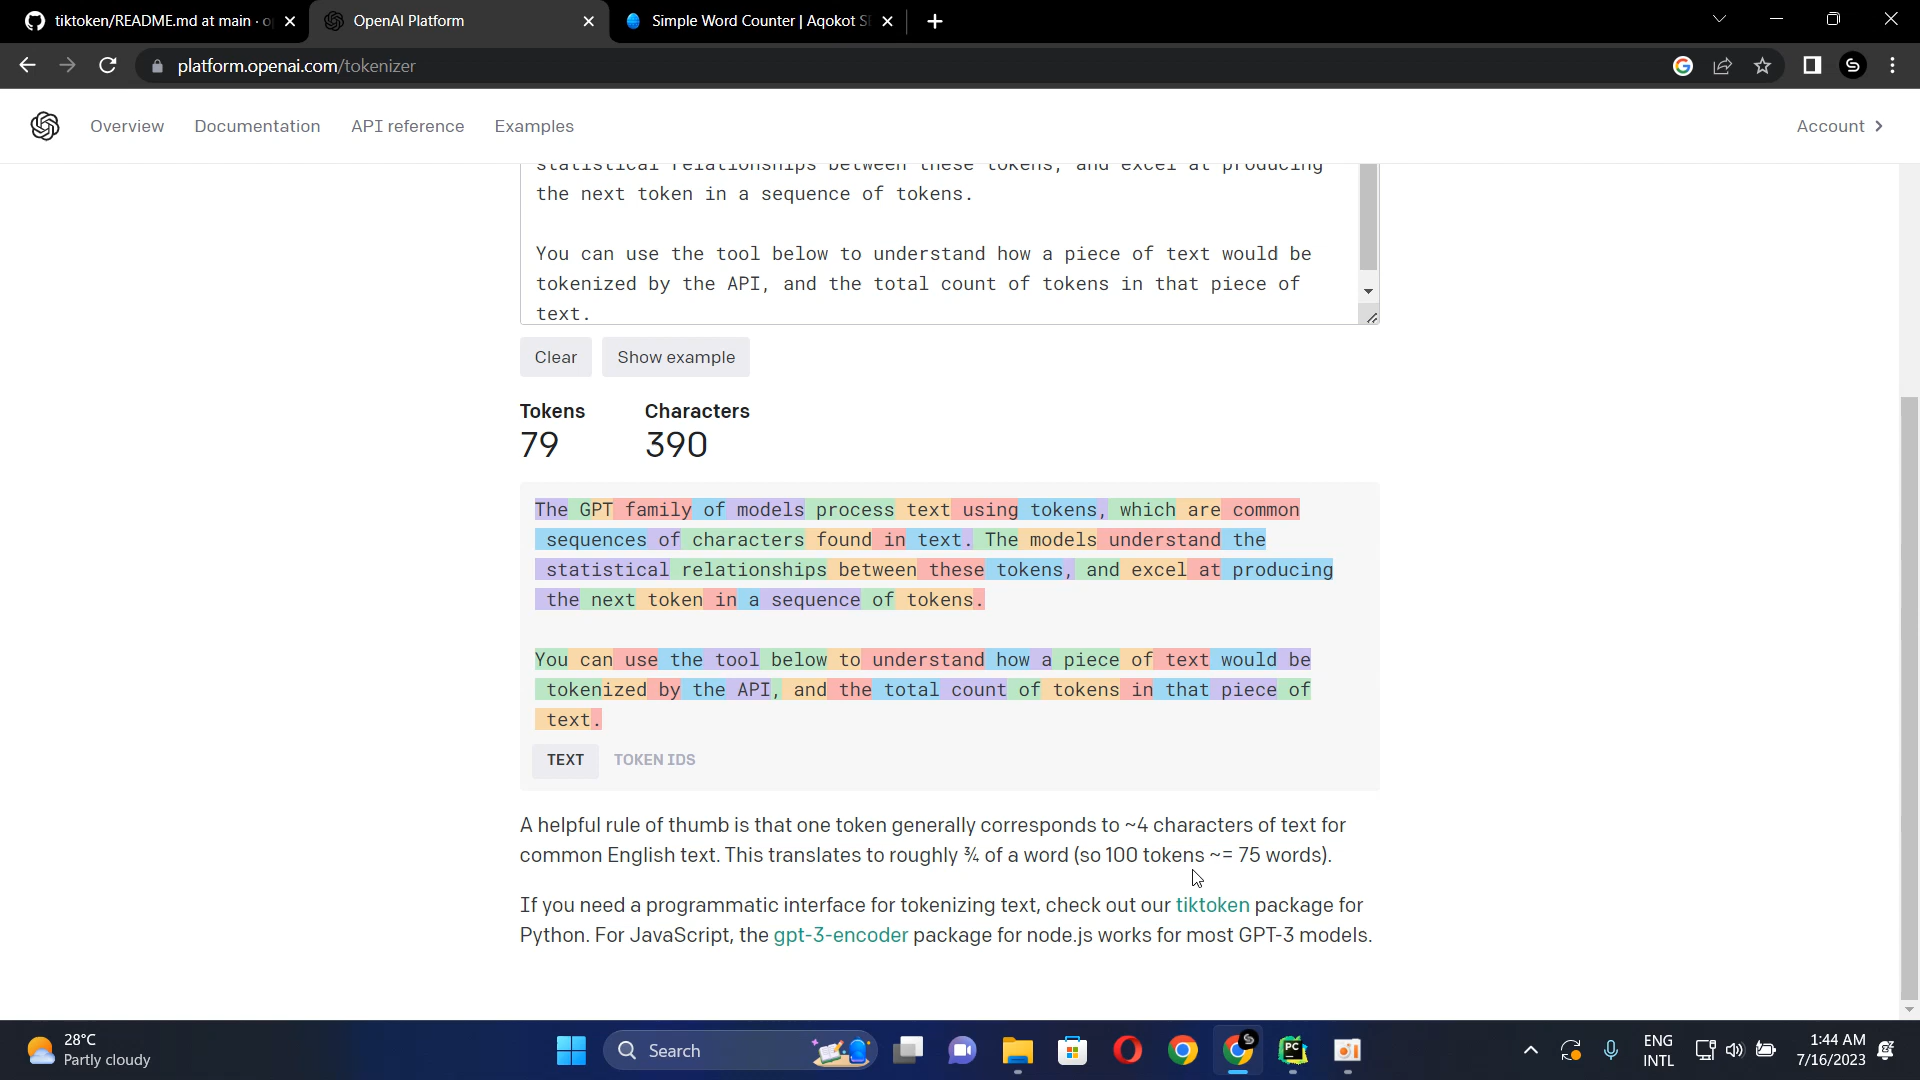 tiktoken/README.md at main · o
OpenAI Platform
Simple Word Counter | Aqokot S
platform.openai.com/tokenizer
Overview
Documentation
API reference
Examples
Account
statistical relationships between these tokens, and excel at producing
the next token in a sequence of tokens.
You can use the tool below to understand how a piece of text would be
tokenized by the API, and the total count of tokens in that piece of
text.
Clear
Show example
Tokens
Characters
79
390
The GPT family of models process text using tokens, which are common
sequences of characters found in text. The models understand the
statistical relationships between these tokens, and excel at producing
the next token in a sequence of tokens.
You can use the tool below to understand how a piece of text would be
tokenized by the API, and the total count of tokens in that piece of
text.
TEXT
TOKEN IDS
A helpful rule of thumb is that one token generally corresponds to ~4 characters of text for
common English text. This translates to roughly ¾ of a word (so 100 tokens ~= 75 words).
If you need a programmatic interface for tokenizing text, check out our tiktoken package for
Python. For JavaScript, the gpt-3-encoder package for node.js works for most GPT-3 models.
28°C
Partly cloudy
Search
PC
ENG
INTL
1:44 AM
7/16/2023